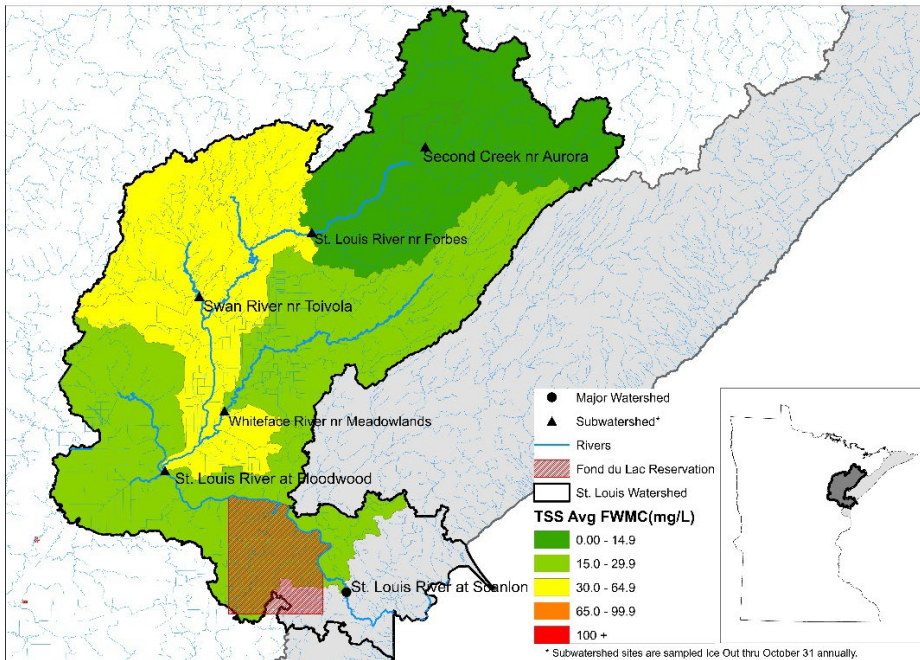 Second Creek nr Aurora
St. Louis River nr Forbes
Swan River nr Toivola
Whiteface River nr Meadowlands
St. Louis River at Floodwood
St. Louis River at Scanlon
Major Watershed
Subwatershed*
Rivers
Fond du Lac Reservation
St. Louis Watershed
TSS Avg FWMC(mg/L)
0.00 - 14.9
15.0 - 29.9
30.0 - 64.9
65.0 - 99.9
100 +
* Subwatershed sites are sampled Ice Out thru October 31 annually.